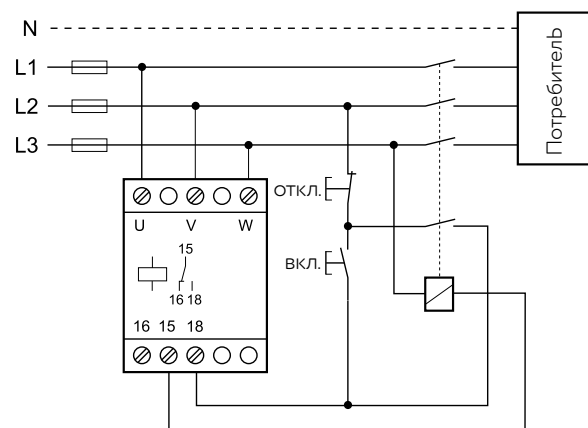 N
L1
L2
L3
Потребитель
U V W
15
16 18
16 15 18
ОТКЛ.
ВКЛ.